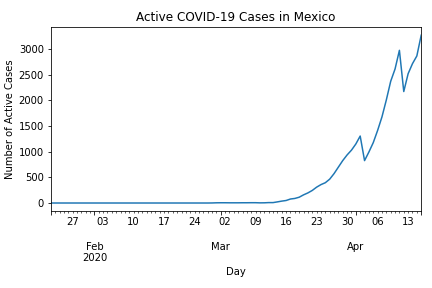 Active COVID-19 Cases in Mexico
Number of Active Cases
3000
2500
2000
1500
1000
500
0
27 03 10 17 24 02 09 16 23 30 06 13
Feb Mar Apr
2020
Day